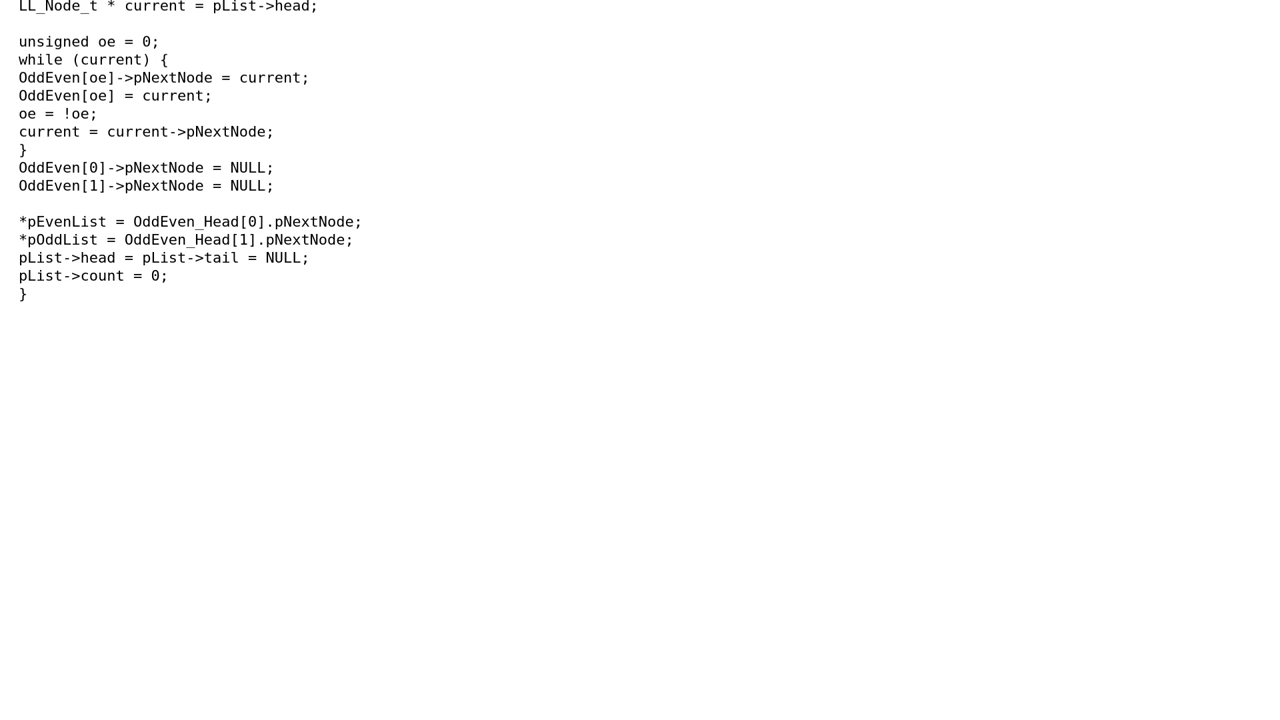 LL_Node_t * current = pList->head;
unsigned oe = 0;
while (current) {
OddEven[oe]->pNextNode = current;
OddEven[oe] = current;
oe = !oe;
current = current->pNextNode;
}
OddEven[0]->pNextNode = NULL;
OddEven[1]->pNextNode = NULL;
*pEvenList = OddEven_Head[0].pNextNode;
*pOddList = OddEven_Head[1].pNextNode;
pList->head = pList->tail = NULL;
pList->count = 0;
}